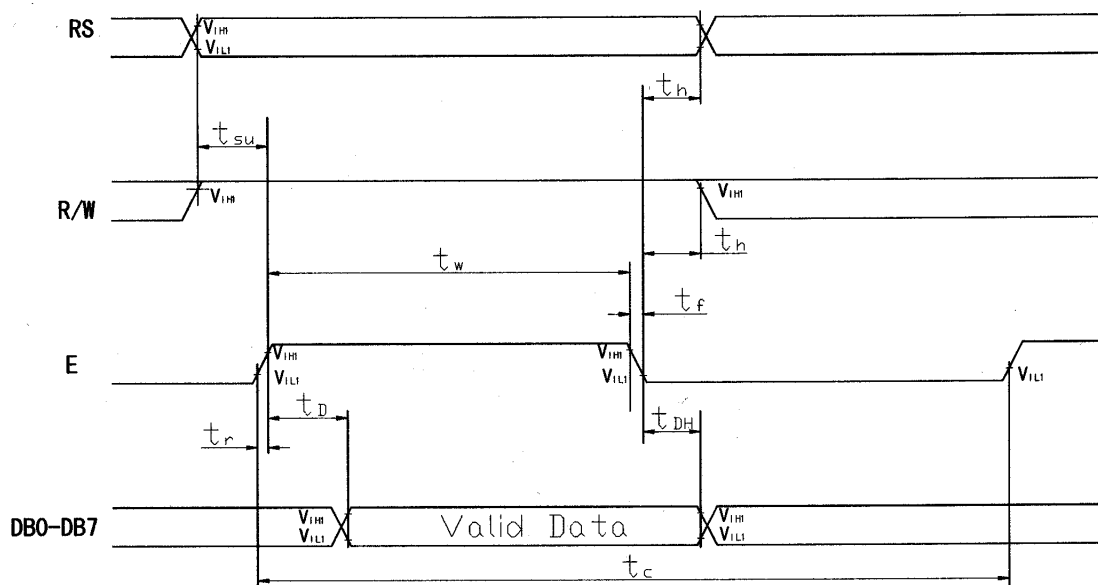 RS
VIH1
VIL1
th
tsu
R/W
VIH1
VIH1
th
tw
tf
E
VIH1
VIL1
VIH1
VIL1
VIL1
tD
tDH
tr
DB0-DB7
VIH1
VIL1
Valid Data
VIH1
VIL1
tc